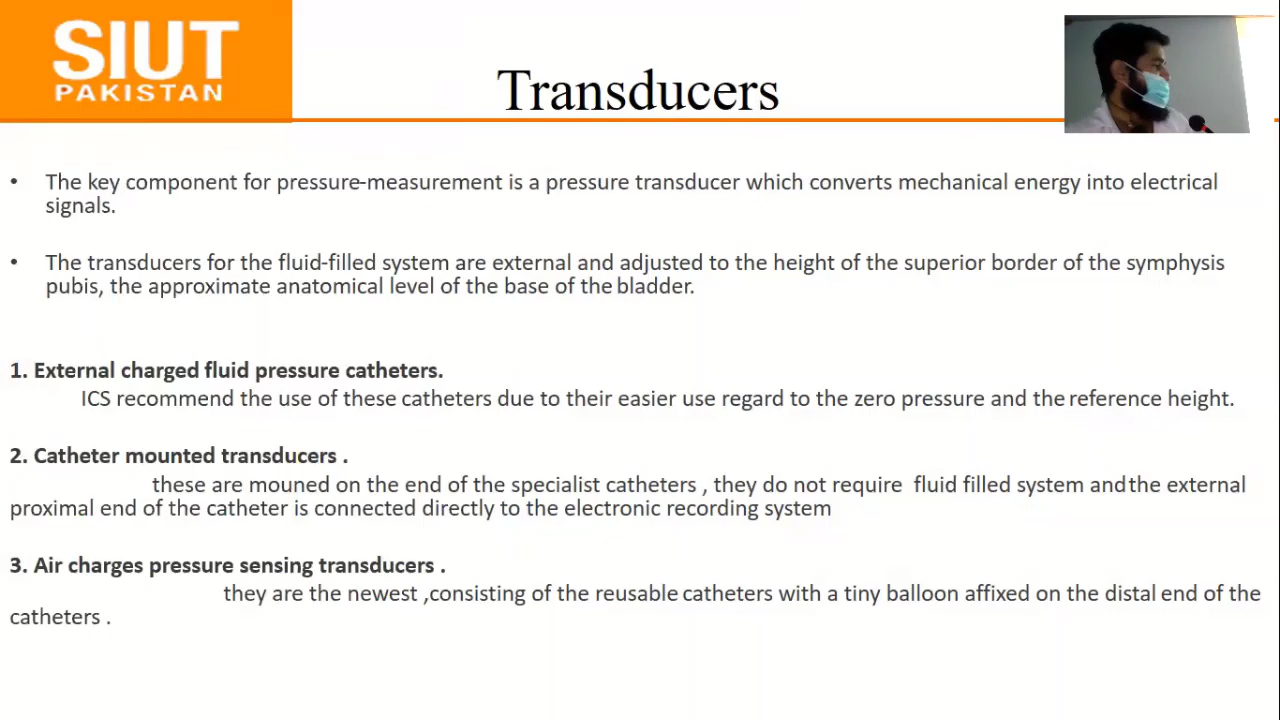 SIUT
PAKISTAN
Transducers
• The key component for pressure-measurement is a pressure transducer which converts mechanical energy into electrical
signals.
• The transducers for the fluid-filled system are external and adjusted to the height of the superior border of the symphysis
pubis, the approximate anatomical level of the base of the bladder.
1. External charged fluid pressure catheters.
ICS recommend the use of these catheters due to their easier use regard to the zero pressure and the reference height.
2. Catheter mounted transducers .
these are mouned on the end of the specialist catheters , they do not require fluid filled system and the external
proximal end of the catheter is connected directly to the electronic recording system
3. Air charges pressure sensing transducers .
they are the newest ,consisting of the reusable catheters with a tiny balloon affixed on the distal end of the
catheters .